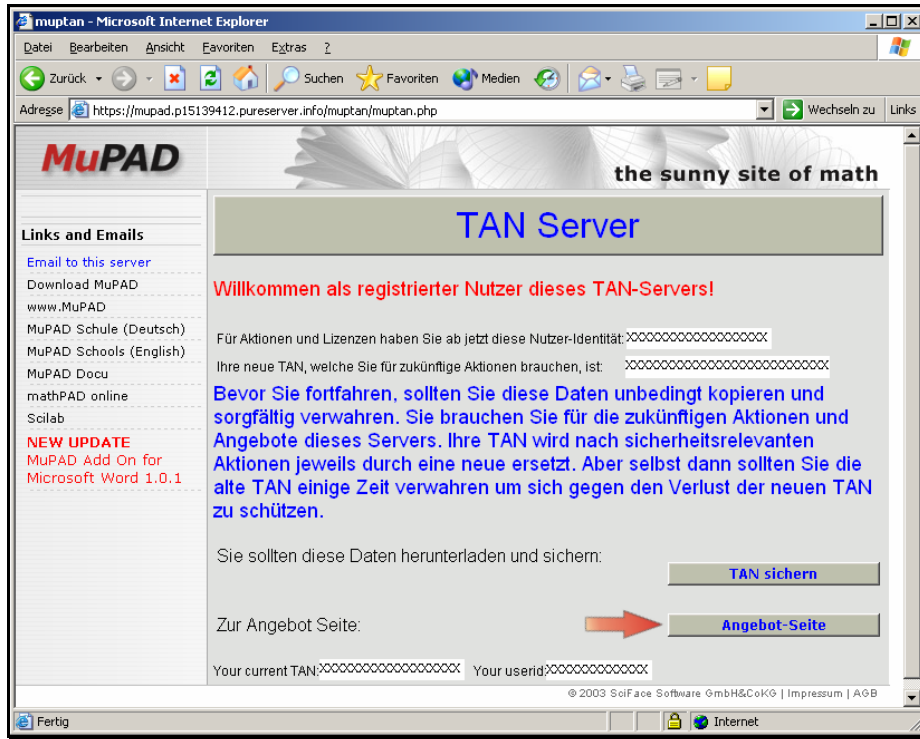 muptan - Microsoft Internet Explorer
Datei Bearbeiten Ansicht Favoriten Extras ?
Zurück Suchen Favoriten Medien
Adresse https://mupad.p15139412.pureserver.info/muptan/muptan.php Wechseln zu Links
MuPAD
the sunny site of math
Links and Emails
Email to this server
Download MuPAD
www.MuPAD
MuPAD Schule (Deutsch)
MuPAD Schools (English)
MuPAD Docu
mathPAD online
Scilab
NEW UPDATE
MuPAD Add On for
Microsoft Word 1.0.1
TAN Server
Willkommen als registrierter Nutzer dieses TAN-Servers!
Für Aktionen und Lizenzen haben Sie ab jetzt diese Nutzer-Identität: XXXXXXXXXXXXXXXXXX
Ihre neue TAN, welche Sie für zukünftige Aktionen brauchen, ist: XXXXXXXXXXXXXXXXXXXXXXXXXX
Bevor Sie fortfahren, sollten Sie diese Daten unbedingt kopieren und
sorgfältig verwahren. Sie brauchen Sie für die zukünftigen Aktionen und
Angebote dieses Servers. Ihre TAN wird nach sicherheitsrelevanten
Aktionen jeweils durch eine neue ersetzt. Aber selbst dann sollten Sie die
alte TAN einige Zeit verwahren um sich gegen den Verlust der neuen TAN
zu schützen.
Sie sollten diese Daten herunterladen und sichern:
TAN sichern
Zur Angebot Seite:
Angebot-Seite
Your current TAN: XXXXXXXXXXXXXXXXXX Your userid: XXXXXXXXXXXXX
© 2003 SciFace Software GmbH&CoKG | Impressum | AGB
Fertig Internet